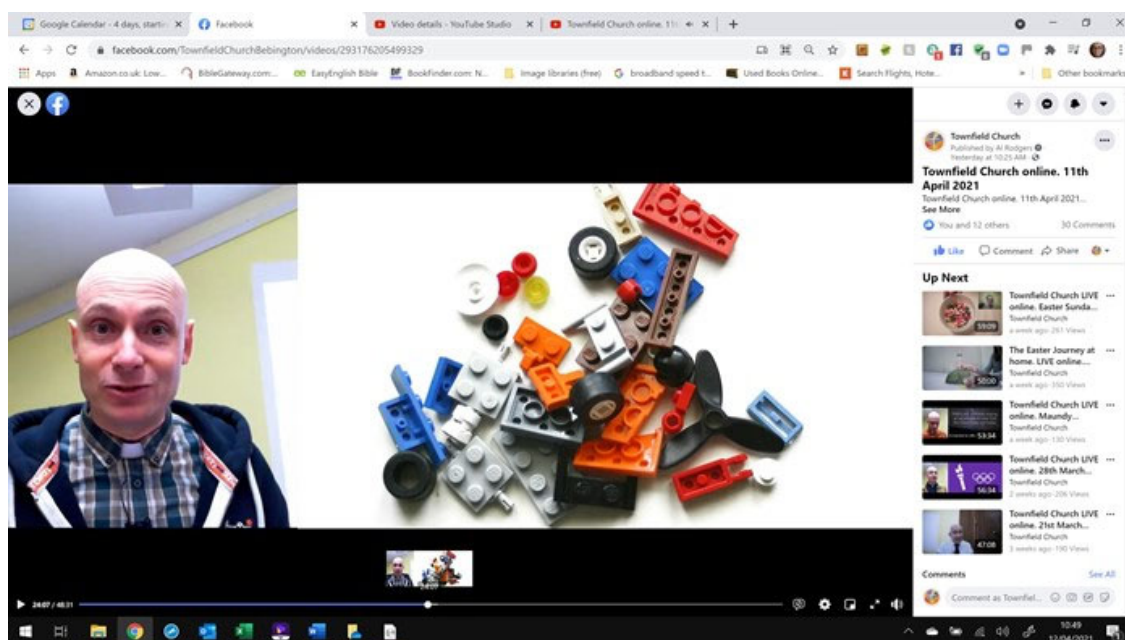 Google Calendar - 4 days, startin
Facebook
Video details - YouTube Studio
Townfield Church online. 11t
facebook.com/TownfieldChurchBebington/videos/293176205499329
Apps
Amazon.co.uk: Low...
BibleGateway.com:...
EasyEnglish Bible
BookFinder.com: N...
Image libraries (free)
broadband speed t...
Used Books Online...
Search Flights, Hote...
»
Other bookmarks
Townfield Church
Published by Al Rodgers
Yesterday at 10:25 AM
Townfield Church online. 11th
April 2021
Townfield Church online. 11th April 2021...
See More
You and 12 others
30 Comments
Like
Comment
Share
Up Next
59:09
Townfield Church LIVE
online. Easter Sunda...
Townfield Church
a week ago · 261 Views
50:00
The Easter Journey at
home. LIVE online....
Townfield Church
a week ago · 350 Views
53:34
Townfield Church LIVE
online. Maundy...
Townfield Church
a week ago · 130 Views
56:34
Townfield Church LIVE
online. 28th March...
Townfield Church
2 weeks ago · 206 Views
47:08
Townfield Church LIVE
online. 21st March...
Townfield Church
3 weeks ago · 190 Views
Comments
See All
Comment as Townfiel...
24:07
24:07 / 48:31
10:49
12/04/2021